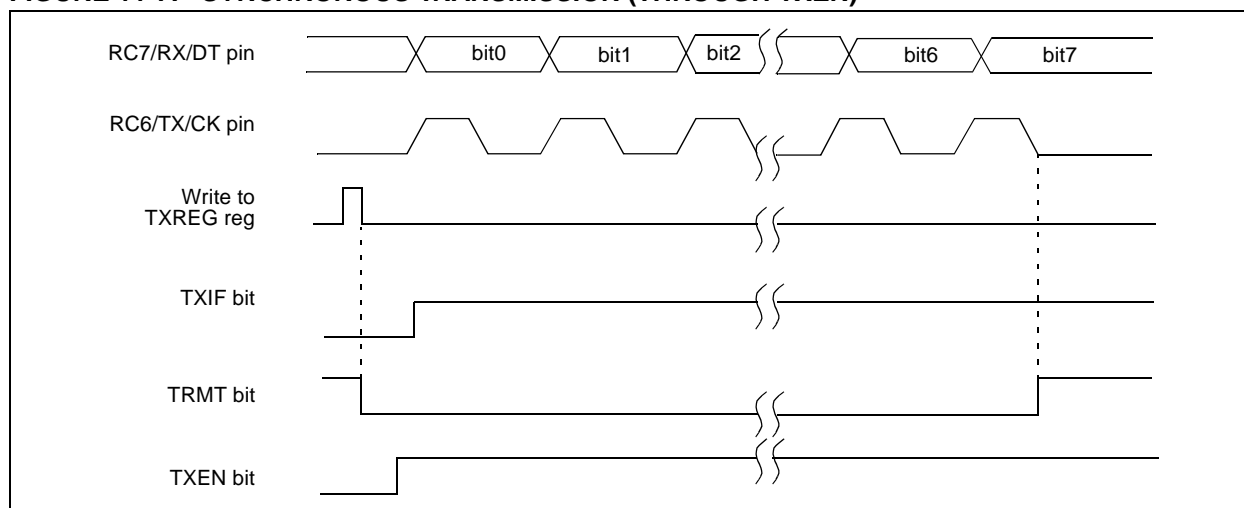 RC7/RX/DT pin
bit0
bit1
bit2
bit6
bit7
RC6/TX/CK pin
Write to
TXREG reg
TXIF bit
TRMT bit
TXEN bit